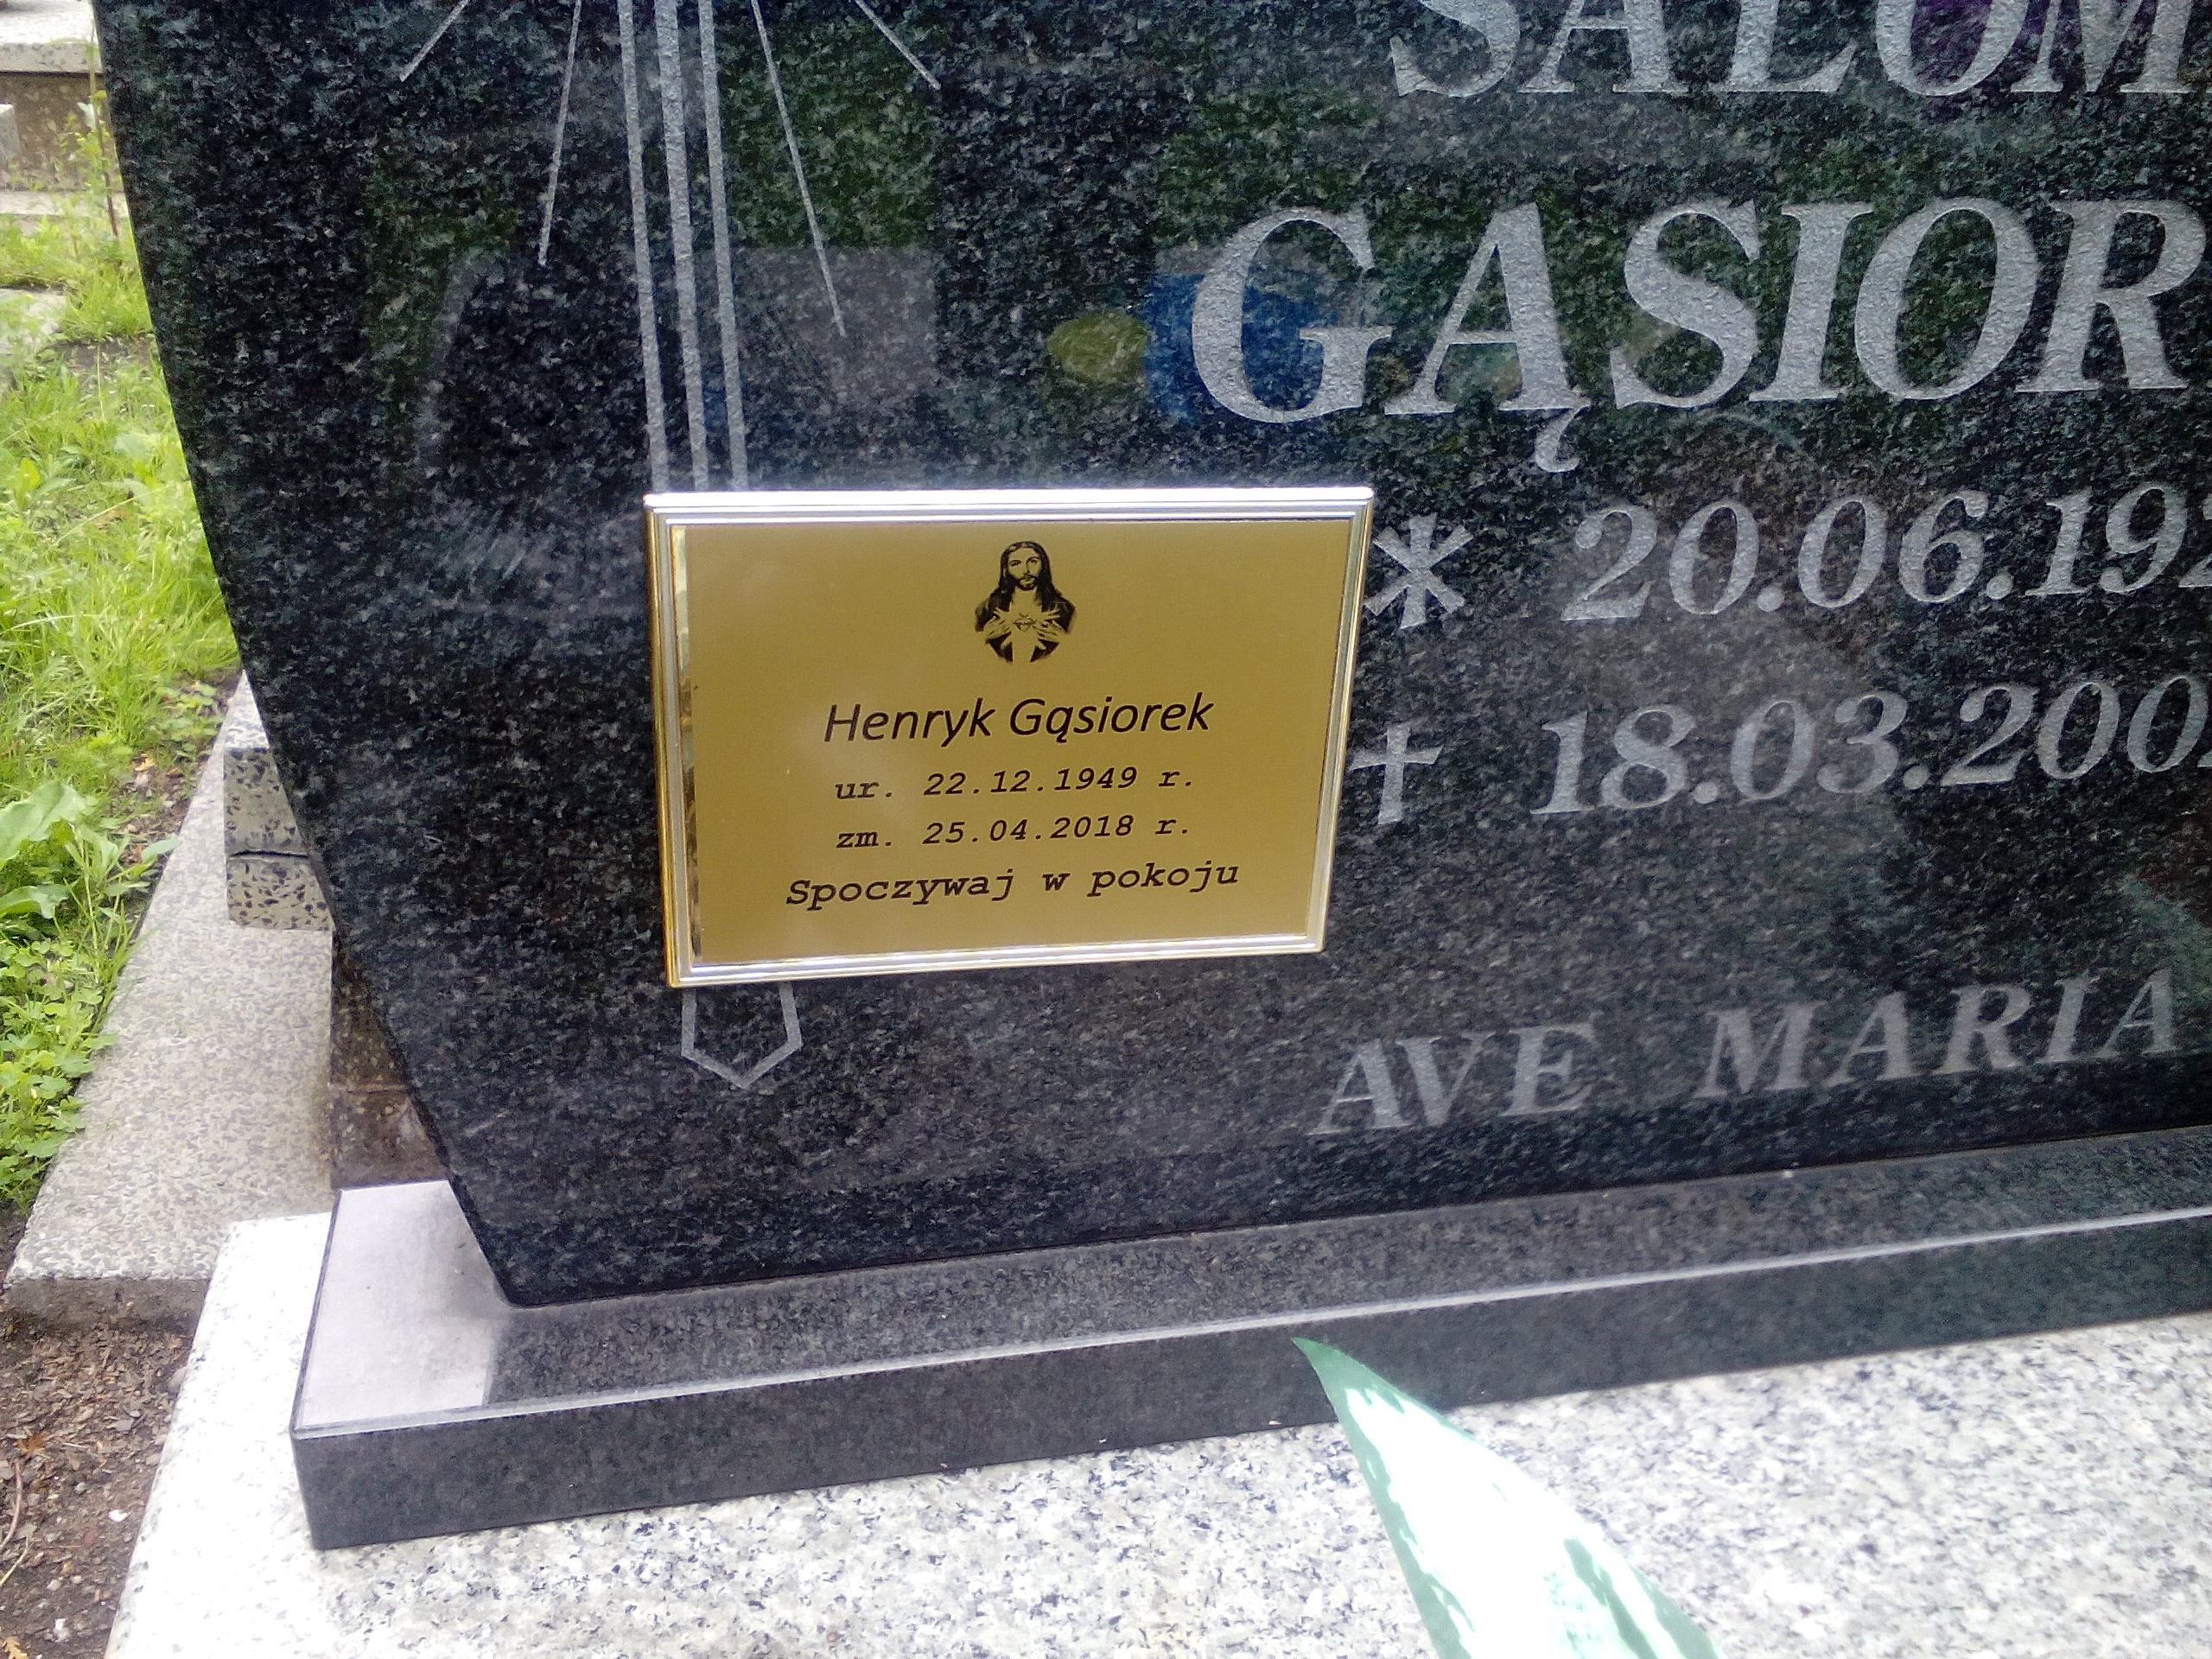 SALOM
GĄSIOR
* 20.06.19
† 18.03.200
AVE MARIA
Henryk Gąsiorek
ur. 22.12.1949 r.
zm. 25.04.2018 r.
Spoczywaj w pokoju